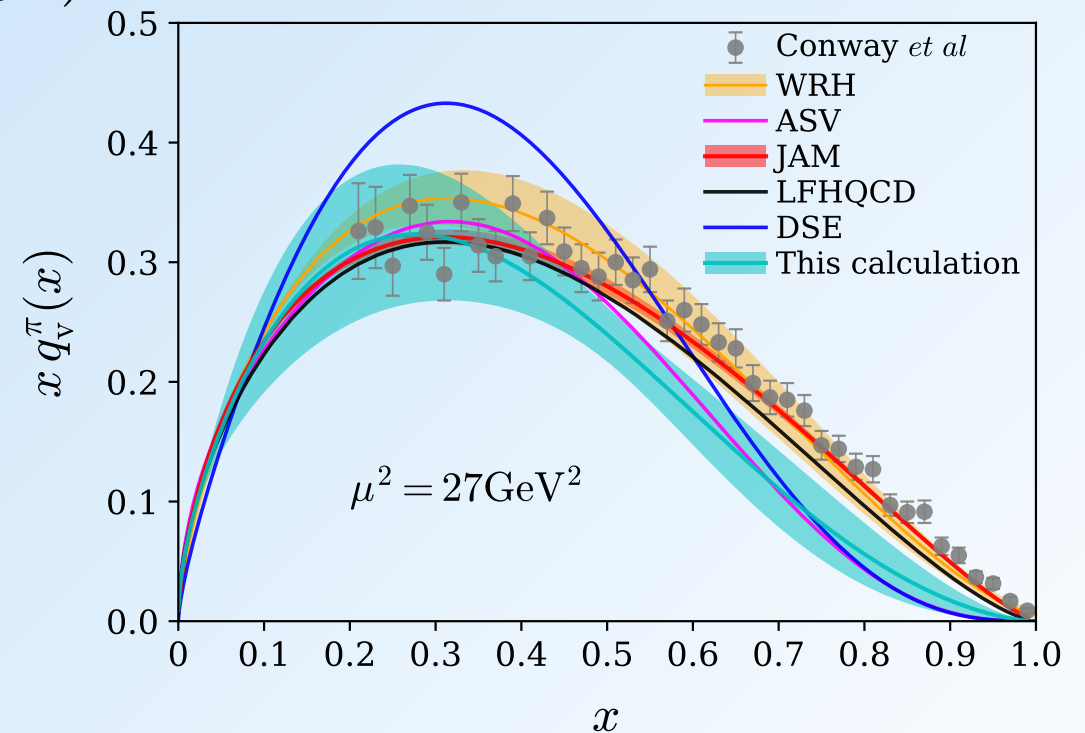 0.5
0.4
0.3
0.2
0.1
0.0
x q_v^π(x)
Conway et al
WRH
ASV
JAM
LFHQCD
DSE
This calculation
μ² = 27GeV²
0 0.1 0.2 0.3 0.4 0.5 0.6 0.7 0.8 0.9 1.0
x